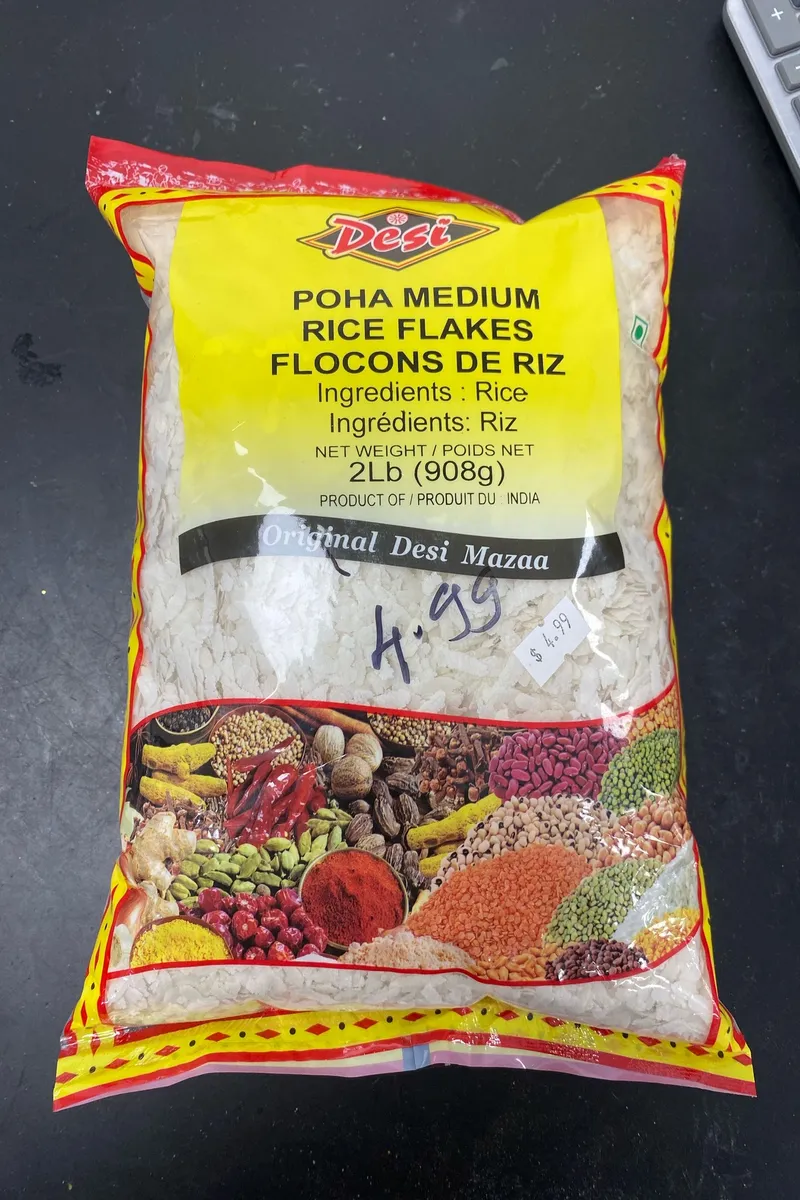 Desi
POHA MEDIUM
RICE FLAKES
FLOCONS DE RIZ
Ingredients : Rice
Ingrédients: Riz
NET WEIGHT / POIDS NET
2Lb (908g)
PRODUCT OF / PRODUIT DU : INDIA
Original Desi Mazaa
4.99
$ 4.99
+